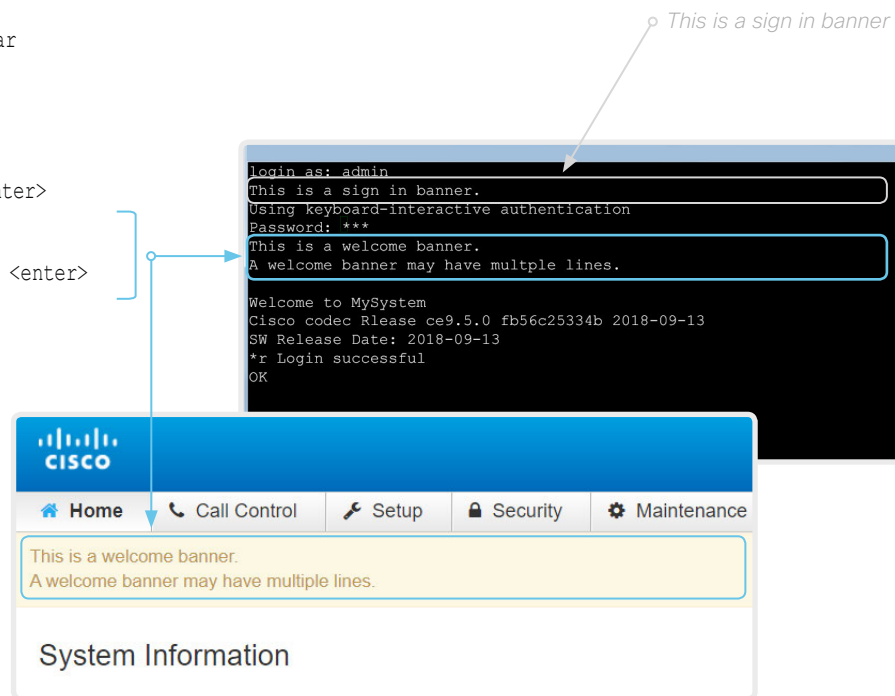 This is a sign in banner
ar
nter>
<enter>
login as: admin
This is a sign in banner.
Using keyboard-interactive authentication
Password: ***
This is a welcome banner.
A welcome banner may have multple lines.
Welcome to MySystem
Cisco codec Rlease ce9.5.0 fb56c25334b 2018-09-13
SW Release Date: 2018-09-13
*r Login successful
OK
CISCO
Home Call Control Setup Security Maintenance
This is a welcome banner.
A welcome banner may have multiple lines.
System Information